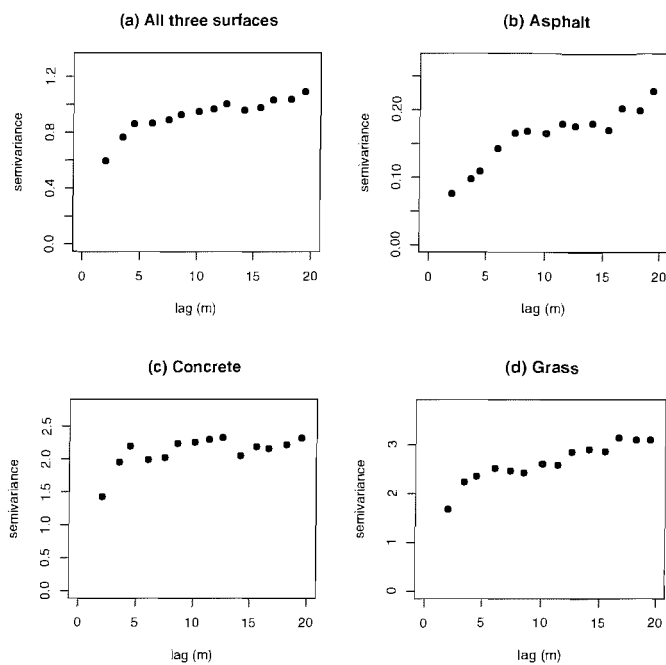 (a) All three surfaces
semivariance
0.0 0.4 0.8 1.2
0 5 10 15 20
lag (m)
(b) Asphalt
semivariance
0.00 0.10 0.20
0 5 10 15 20
lag (m)
(c) Concrete
semivariance
0.0 0.5 1.0 1.5 2.0 2.5
0 5 10 15 20
lag (m)
(d) Grass
semivariance
0 1 2 3
0 5 10 15 20
lag (m)